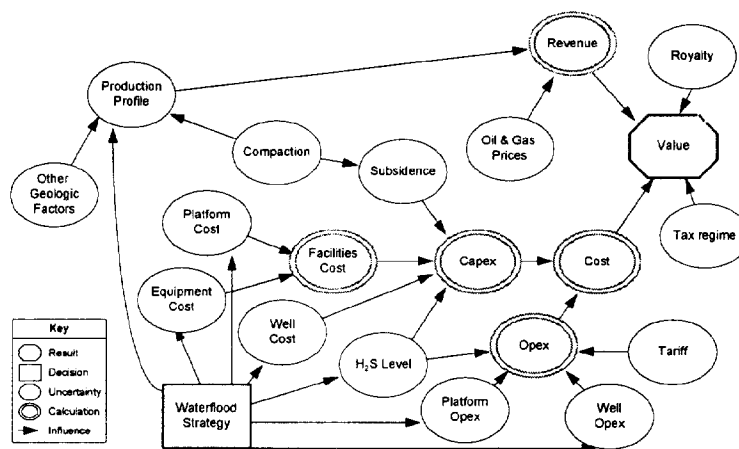 Revenue
Royalty
Production
Profile
Oil & Gas
Prices
Value
Compaction
Subsidence
Other
Geologic
Factors
Platform
Cost
Tax regime
Facilities
Cost
Capex
Cost
Equipment
Cost
Well
Cost
Key
Result
Decision
Uncertainty
Calculation
Influence
H₂S Level
Opex
Tariff
Waterflood
Strategy
Platform
Opex
Well
Opex